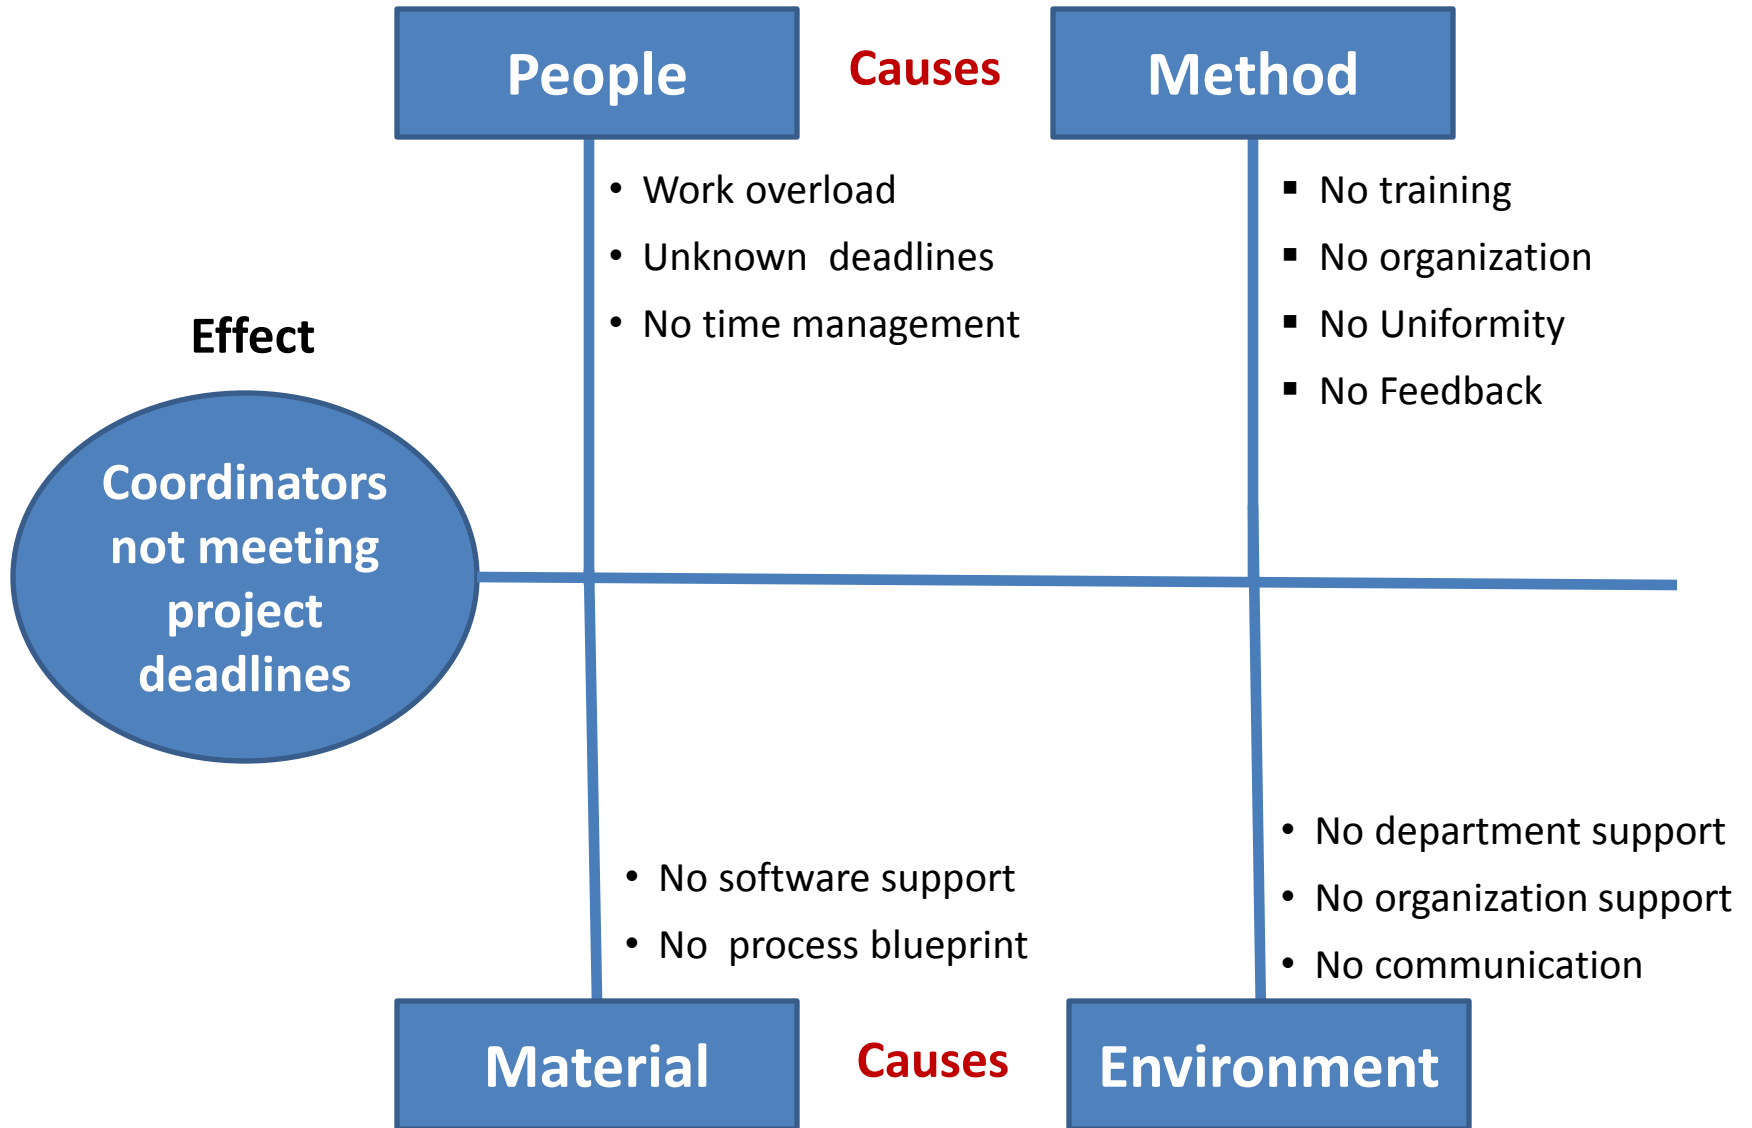 People
Causes
Method
• Work overload
• Unknown  deadlines
• No time management
▪ No training
▪ No organization
▪ No Uniformity
▪ No Feedback
Effect
Coordinators
not meeting
project
deadlines
• No software support
• No  process blueprint
• No department support
• No organization support
• No communication
Material
Causes
Environment